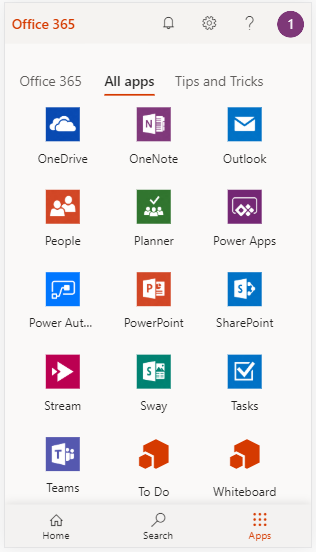 Office 365 1
Office 365 All apps Tips and Tricks
OneDrive OneNote Outlook
People Planner Power Apps
Power Aut... PowerPoint SharePoint
Stream Sway Tasks
Teams To Do Whiteboard
Home Search Apps